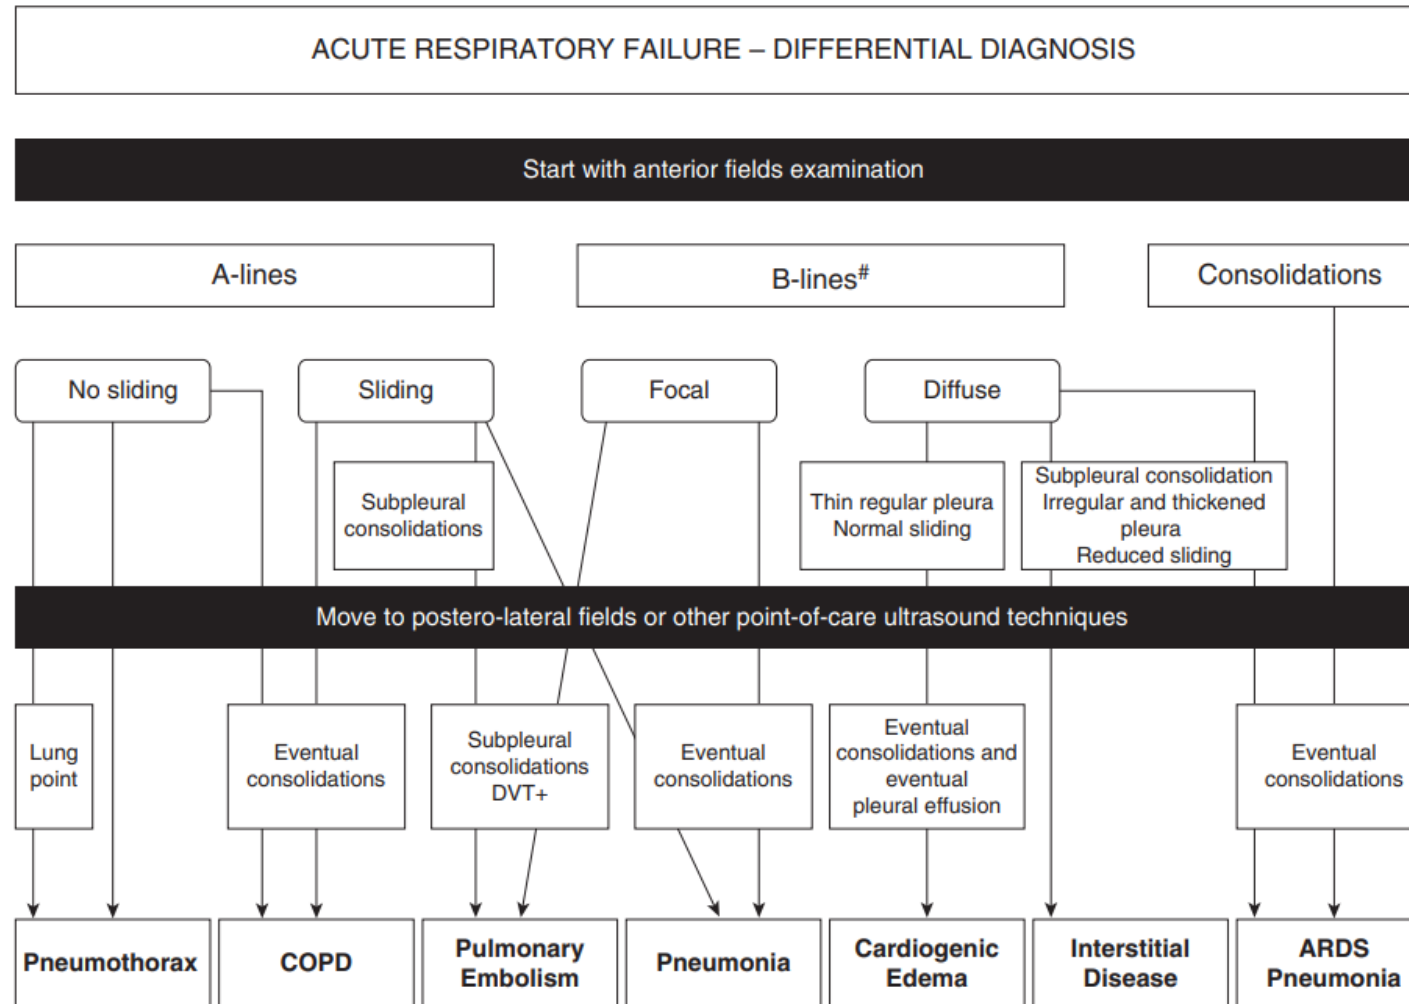 ACUTE RESPIRATORY FAILURE – DIFFERENTIAL DIAGNOSIS
Start with anterior fields examination
A-lines
B-lines#
Consolidations
No sliding
Sliding
Focal
Diffuse
Subpleural
consolidations
Thin regular pleura
Normal sliding
Subpleural consolidation
Irregular and thickened
pleura
Reduced sliding
Move to postero-lateral fields or other point-of-care ultrasound techniques
Lung
point
Eventual
consolidations
Subpleural
consolidations
DVT+
Eventual
consolidations
Eventual
consolidations and
eventual
pleural effusion
Eventual
consolidations
Pneumothorax
COPD
Pulmonary
Embolism
Pneumonia
Cardiogenic
Edema
Interstitial
Disease
ARDS
Pneumonia